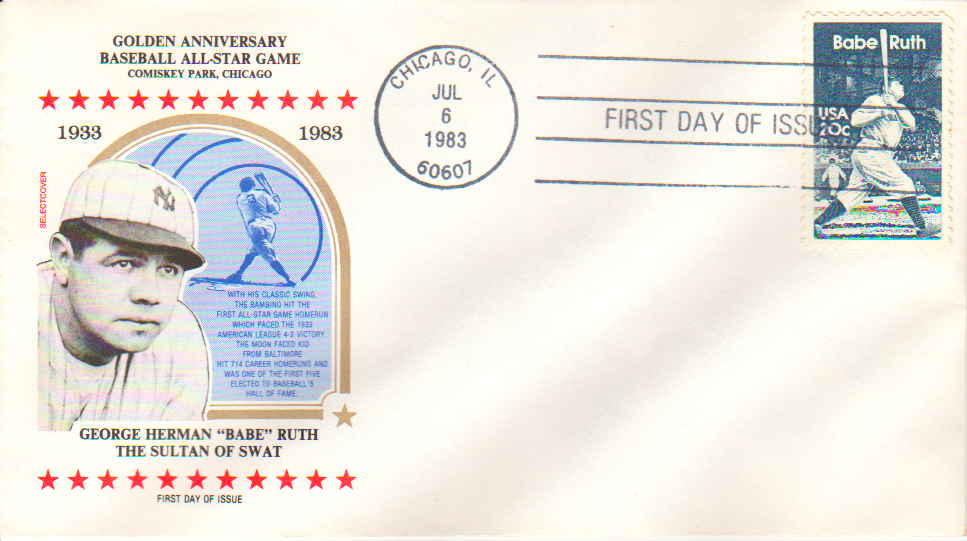 GOLDEN ANNIVERSARY
BASEBALL ALL-STAR GAME
COMISKEY PARK, CHICAGO
1933 1983
SELECTCOVER
NY
WITH HIS CLASSIC SWING,
THE BAMBINO HIT THE
FIRST ALL-STAR GAME HOMERUN
WHICH PACED THE 1933
AMERICAN LEAGUE 4-2 VICTORY.
THE MOON FACED KID
FROM BALTIMORE
HIT 714 CAREER HOMERUNS AND
WAS ONE OF THE FIRST FIVE
ELECTED TO BASEBALL'S
HALL OF FAME.
GEORGE HERMAN “BABE” RUTH
THE SULTAN OF SWAT
FIRST DAY OF ISSUE
CHICAGO, IL
JUL
6
1983
60607
FIRST DAY OF ISSUE
Babe Ruth
USA
20c